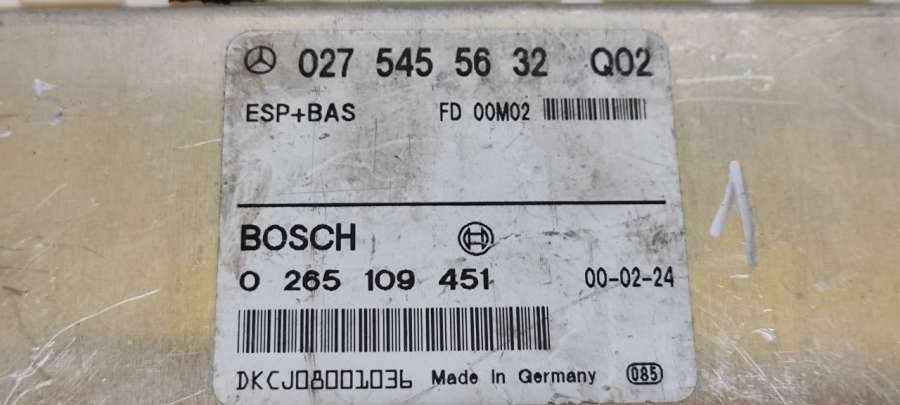 027 545 56 32 Q02
ESP+BAS FD 00M02
1
BOSCH
0 265 109 451 00-02-24
DKCJ08001036 Made In Germany 085